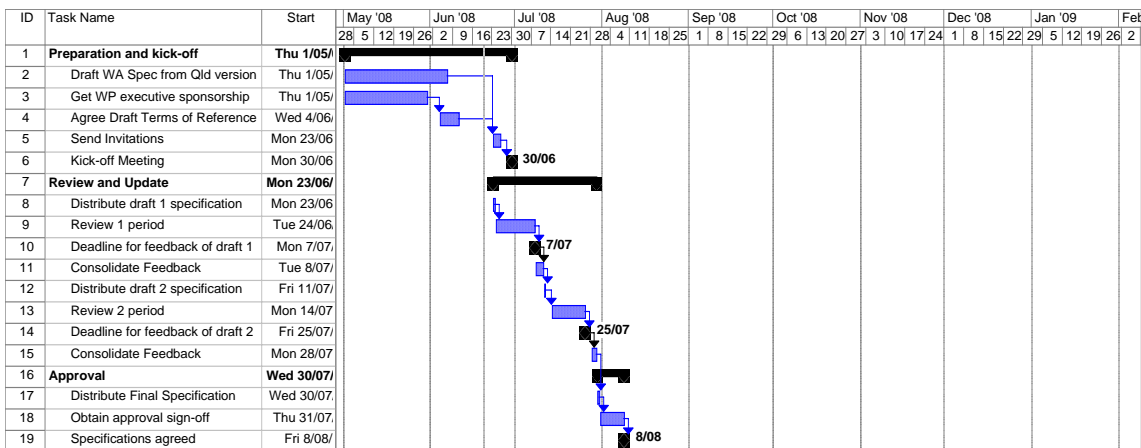 ID Task Name Start May '08 Jun '08 Jul '08 Aug '08 Sep '08 Oct '08 Nov '08 Dec '08 Jan '09 Feb
28 5 12 19 26 2 9 16 23 30 7 14 21 28 4 11 18 25 1 8 15 22 29 6 13 20 27 3 10 17 24 1 8 15 22 29 5 12 19 26 2
1 Preparation and kick-off Thu 1/05/
2 Draft WA Spec from Qld version Thu 1/05/
3 Get WP executive sponsorship Thu 1/05/
4 Agree Draft Terms of Reference Wed 4/06/
5 Send Invitations Mon 23/06
6 Kick-off Meeting Mon 30/06 30/06
7 Review and Update Mon 23/06/
8 Distribute draft 1 specification Mon 23/06
9 Review 1 period Tue 24/06/
10 Deadline for feedback of draft 1 Mon 7/07/ 7/07
11 Consolidate Feedback Tue 8/07/
12 Distribute draft 2 specification Fri 11/07/
13 Review 2 period Mon 14/07
14 Deadline for feedback of draft 2 Fri 25/07/ 25/07
15 Consolidate Feedback Mon 28/07
16 Approval Wed 30/07/
17 Distribute Final Specification Wed 30/07/
18 Obtain approval sign-off Thu 31/07/
19 Specifications agreed Fri 8/08/ 8/08